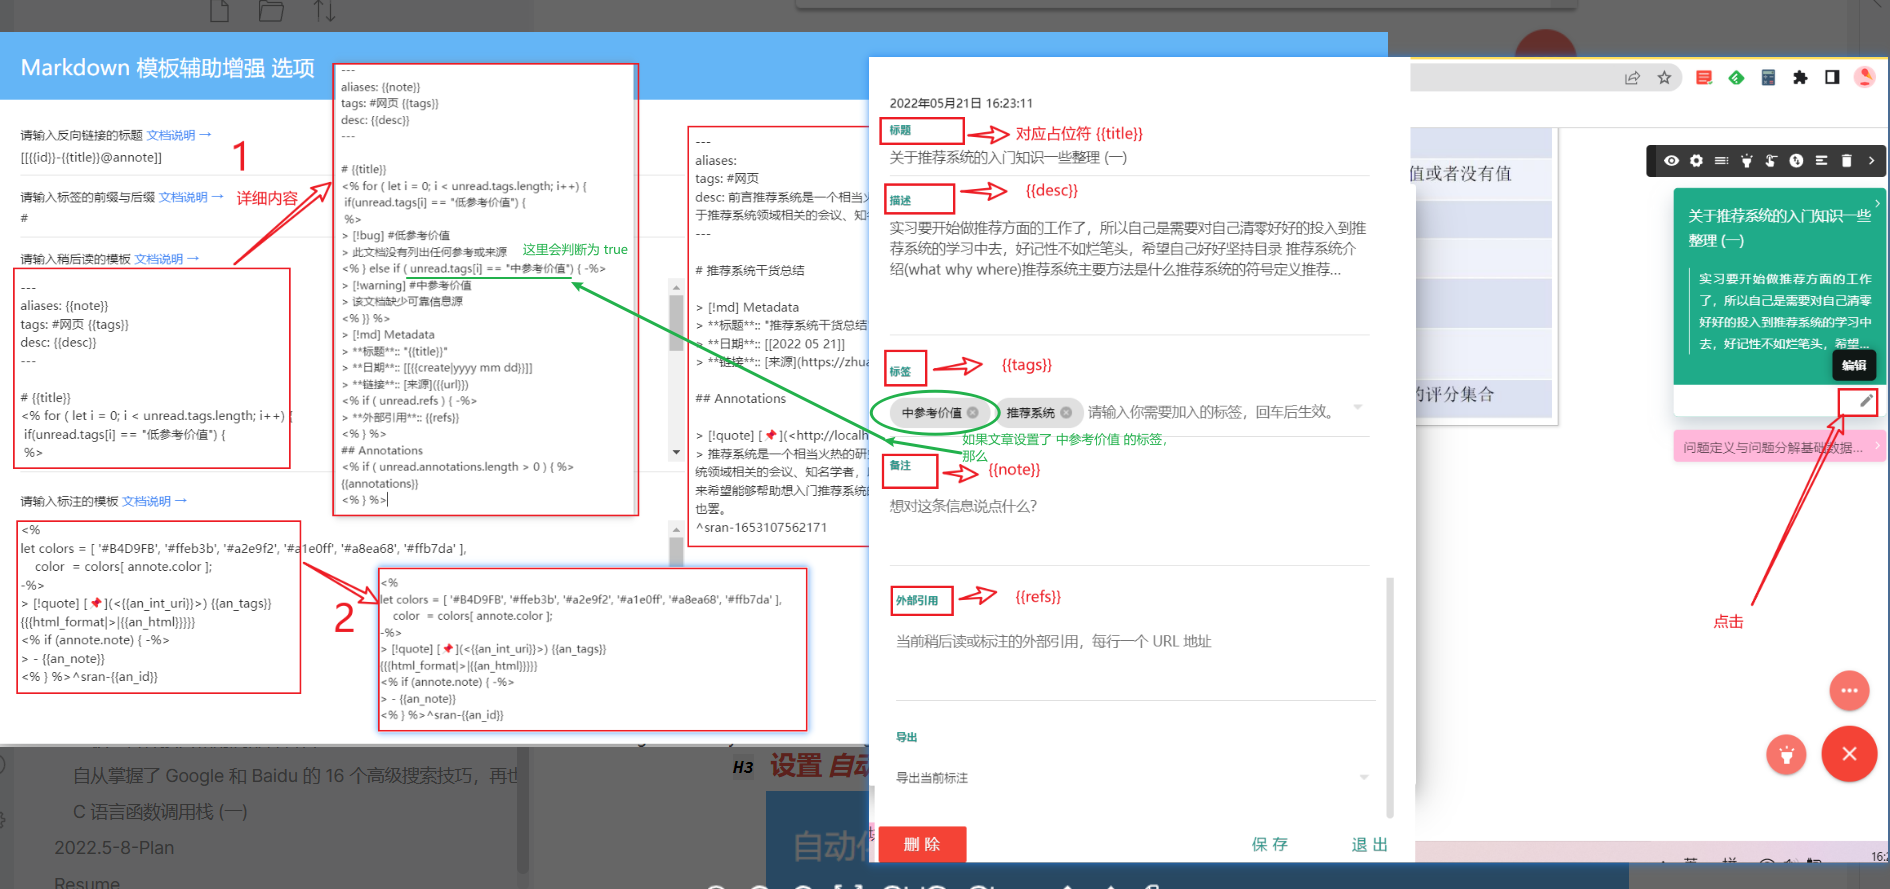 Markdown 模板辅助增强 选项
请输入反向链接的标题 文档说明 →
[[{{id}}-{{title}}@annote]]
1
请输入标签的前缀与后缀 文档说明 →
详细内容
#
请输入稍后读的模板 文档说明 →
---
aliases: {{note}}
tags: #网页 {{tags}}
desc: {{desc}}
---
# {{title}}
<% for ( let i = 0; i < unread.tags.length; i++) {
if(unread.tags[i] == "低参考价值") {
%>
请输入标注的模板 文档说明 →
<%
let colors = [ '#B4D9FB', '#ffeb3b', '#a2e9f2', '#a1e0ff', '#a8ea68', '#ffb7da' ],
color = colors[ annote.color ];
-%>
> [!quote] [📌](<{{an_int_uri}}>) {{an_tags}}
{{{html_format|>|{{an_html}}}}}
<% if (annote.note) { -%>
> - {{an_note}}
<% } %>^sran-{{an_id}}
---
aliases: {{note}}
tags: #网页 {{tags}}
desc: {{desc}}
---
# {{title}}
<% for ( let i = 0; i < unread.tags.length; i++) {
if(unread.tags[i] == "低参考价值") {
%>
> [!bug] #低参考价值
> 此文档没有列出任何参考或来源
这里会判断为 true
<% } else if ( unread.tags[i] == "中参考价值") { -%>
> [!warning] #中参考价值
> 该文档缺少可靠信息源
<% }} %>
> [!md] Metadata
> **标题**:: "{{title}}"
> **日期**:: [[{{create|yyyy mm dd}}]]
> **链接**:: [来源]({{url}})
<% if ( unread.refs ) { -%>
> **外部引用**:: {{refs}}
<% } %>
## Annotations
<% if ( unread.annotations.length > 0 ) { %>
{{annotations}}
<% } %>
2
<%
let colors = [ '#B4D9FB', '#ffeb3b', '#a2e9f2', '#a1e0ff', '#a8ea68', '#ffb7da' ],
color = colors[ annote.color ];
-%>
> [!quote] [📌](<{{an_int_uri}}>) {{an_tags}}
{{{html_format|>|{{an_html}}}}}
<% if (annote.note) { -%>
> - {{an_note}}
<% } %>^sran-{{an_id}}
---
aliases:
tags: #网页
desc: 前言推荐系统是一个相当火
于推荐系统领域相关的会议、知名
---
# 推荐系统干货总结
> [!md] Metadata
> **标题**:: "推荐系统干货总结
> **日期**:: [[2022 05 21]]
> **链接**:: [来源](https://zhua
## Annotations
> [!quote] [📌](<http://localh
> 推荐系统是一个相当火热的研
统领域相关的会议、知名学者,
来希望能够帮助想入门推荐系统的
也罢。
^sran-1653107562171
2022年05月21日 16:23:11
标题
对应占位符 {{title}}
关于推荐系统的入门知识一些整理 (一)
描述
{{desc}}
实习要开始做推荐方面的工作了，所以自己是需要对自己清零好好的投入到推
荐系统的学习中去，好记性不如烂笔头，希望自己好好坚持目录 推荐系统介
绍(what why where)推荐系统主要方法是什么推荐系统的符号定义推荐...
标签
{{tags}}
中参考价值
推荐系统
请输入你需要加入的标签，回车后生效。
如果文章设置了 中参考价值 的标签，
那么
备注
{{note}}
想对这条信息说点什么?
外部引用
{{refs}}
当前稍后读或标注的外部引用，每行一个 URL 地址
导出
导出当前标注
删 除
保 存
退 出
值或者没有值
关于推荐系统的入门知识一些
整理 (一)
实习要开始做推荐方面的工作
了，所以自己是需要对自己清零
好好的投入到推荐系统的学习中
去，好记性不如烂笔头，希望...
编辑
的评分集合
问题定义与问题分解基础数据...
点击
自从掌握了 Google 和 Baidu 的 16 个高级搜索技巧，再也
C 语言函数调用栈 (一)
2022.5-8-Plan
Resume
H3
设置 自动
自动化
英
拼
16:2